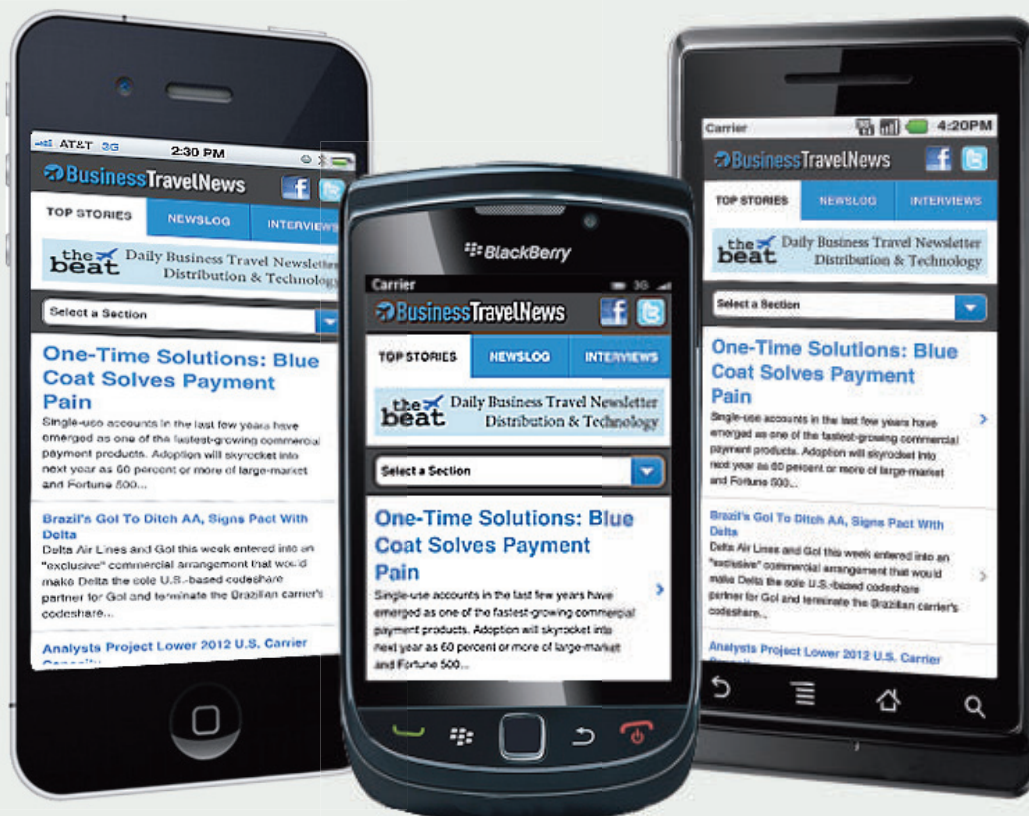 AT&T 3G 2:30 PM
BusinessTravelNews
TOP STORIES NEWSLOG INTERVIEWS
the beat Daily Business Travel Newsletter
Distribution & Technology
Select a Section
One-Time Solutions: Blue
Coat Solves Payment
Pain
Single-use accounts in the last few years have
emerged as one of the fastest-growing commercial
payment products. Adoption will skyrocket into
next year as 60 percent or more of large-market
and Fortune 500...
Brazil's Gol To Ditch AA, Signs Pact With
Delta
Delta Air Lines and Gol this week entered into an
"exclusive" commercial arrangement that would
make Delta the sole U.S.-based codeshare
partner for Gol and terminate the Brazilian carrier's
codeshare...
Analysts Project Lower 2012 U.S. Carrier
Capacity
BlackBerry
Carrier 3G
BusinessTravelNews
TOP STORIES NEWSLOG INTERVIEWS
the beat Daily Business Travel Newsletter
Distribution & Technology
Select a Section
One-Time Solutions: Blue
Coat Solves Payment
Pain
Single-use accounts in the last few years have
emerged as one of the fastest-growing commercial
payment products. Adoption will skyrocket into
next year as 60 percent or more of large-market
and Fortune 500...
Carrier 3G 4:20PM
BusinessTravelNews
TOP STORIES NEWSLOG INTERVIEWS
the beat Daily Business Travel Newsletter
Distribution & Technology
Select a Section
One-Time Solutions: Blue
Coat Solves Payment
Pain
Single-use accounts in the last few years have
emerged as one of the fastest-growing commercial
payment products. Adoption will skyrocket into
next year as 60 percent or more of large-market
and Fortune 500...
Brazil's Gol To Ditch AA, Signs Pact With
Delta
Delta Air Lines and Gol this week entered into an
"exclusive" commercial arrangement that would
make Delta the sole U.S.-based codeshare
partner for Gol and terminate the Brazilian carrier's
codeshare...
Analysts Project Lower 2012 U.S. Carrier